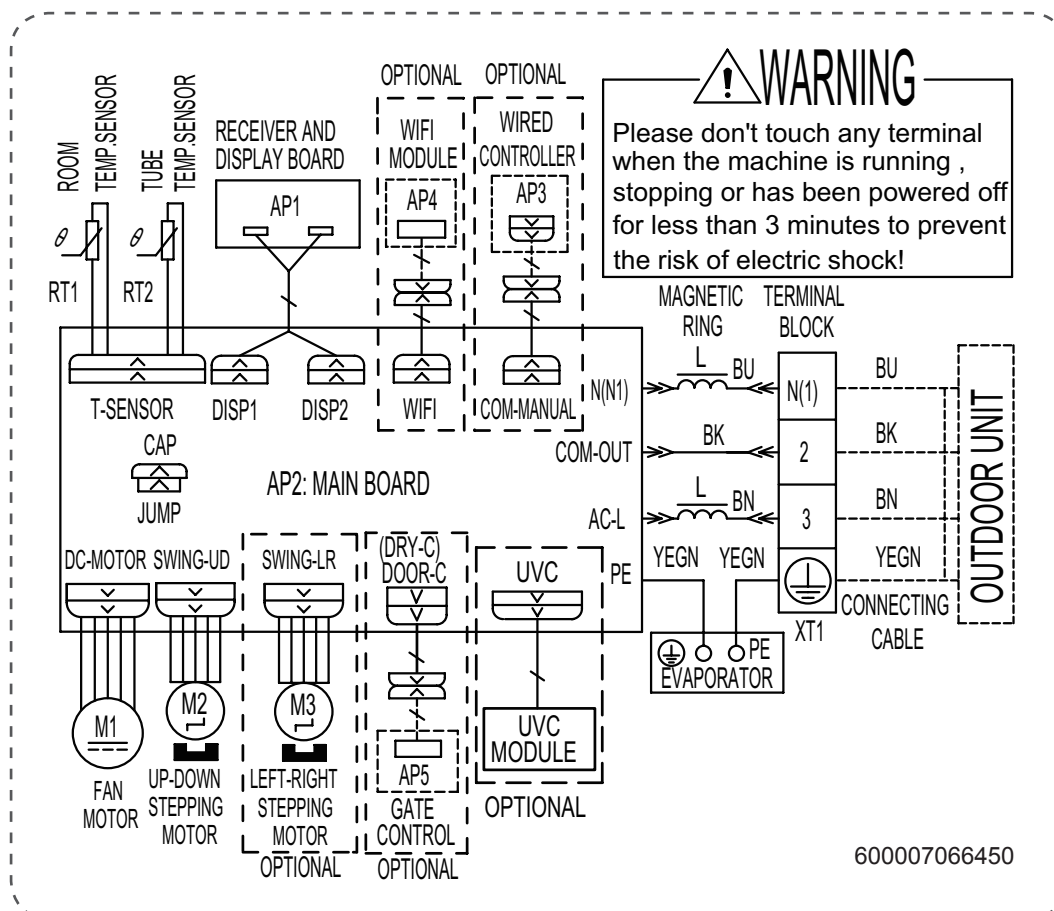 WARNING
Please don't touch any terminal
when the machine is running ,
stopping or has been powered off
for less than 3 minutes to prevent
the risk of electric shock!
ROOM
TEMP.SENSOR
TUBE
TEMP.SENSOR
θ
θ
RT1
RT2
RECEIVER AND
DISPLAY BOARD
AP1
OPTIONAL
WIFI
MODULE
AP4
OPTIONAL
WIRED
CONTROLLER
AP3
T-SENSOR
DISP1
DISP2
WIFI
COM-MANUAL
CAP
JUMP
AP2: MAIN BOARD
MAGNETIC
RING
TERMINAL
BLOCK
N(N1)
L
BU
N(1)
BU
COM-OUT
BK
2
BK
AC-L
L
BN
3
BN
PE
YEGN
YEGN
YEGN
XT1
CONNECTING
CABLE
OUTDOOR UNIT
PE
EVAPORATOR
DC-MOTOR
SWING-UD
SWING-LR
(DRY-C)
DOOR-C
UVC
M1
FAN
MOTOR
M2
UP-DOWN
STEPPING
MOTOR
M3
LEFT-RIGHT
STEPPING
MOTOR
OPTIONAL
AP5
GATE
CONTROL
OPTIONAL
UVC
MODULE
OPTIONAL
600007066450